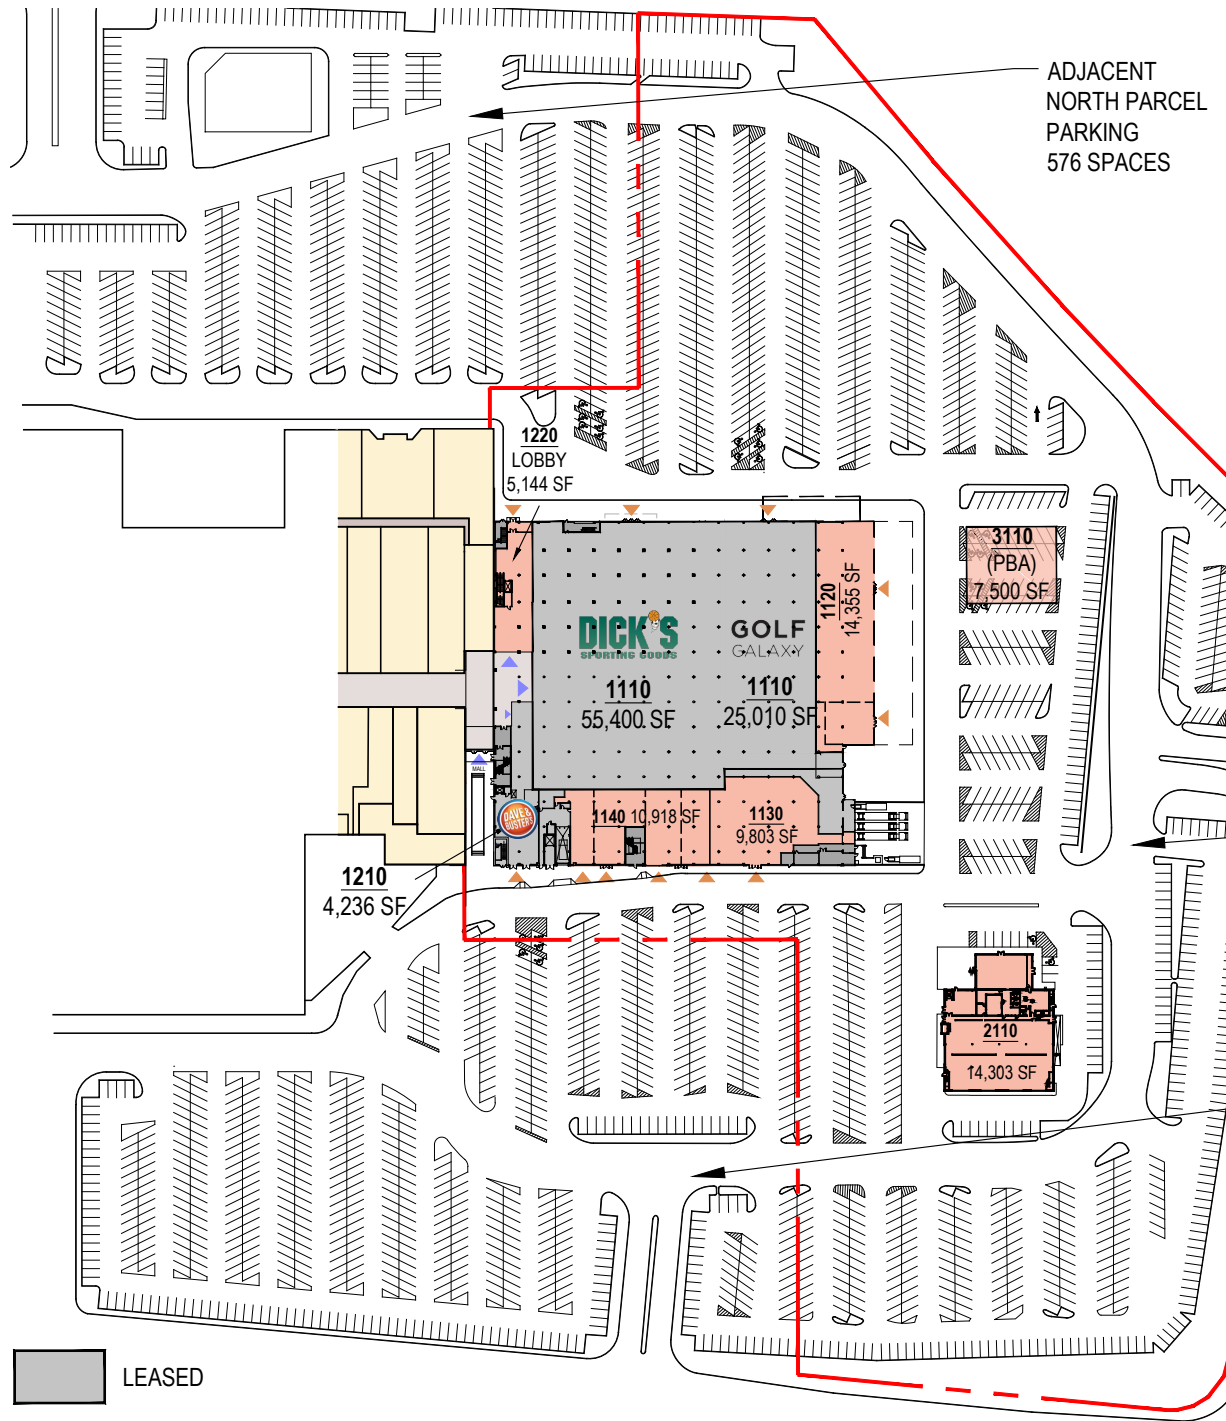 ADJACENT
NORTH PARCEL
PARKING
576 SPACES
1220
LOBBY
5,144 SF
3110
(PBA)
7,500 SF
1120
14,355 SF
DICK'S
SPORTING GOODS
GOLF
GALAXY
1110
55,400 SF
1110
25,010 SF
MALL
DAVE &
BUSTER'S
1140 10,918 SF
1130
9,803 SF
1210
4,236 SF
2110
14,303 SF
LEASED